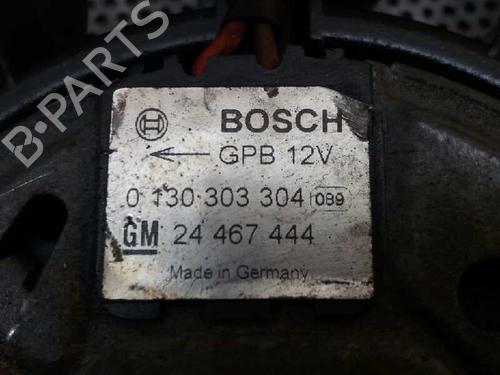 BOSCH
← GPB 12V
0 130 303 304 089
GM 24 467 444
Made in Germany
B-PARTS